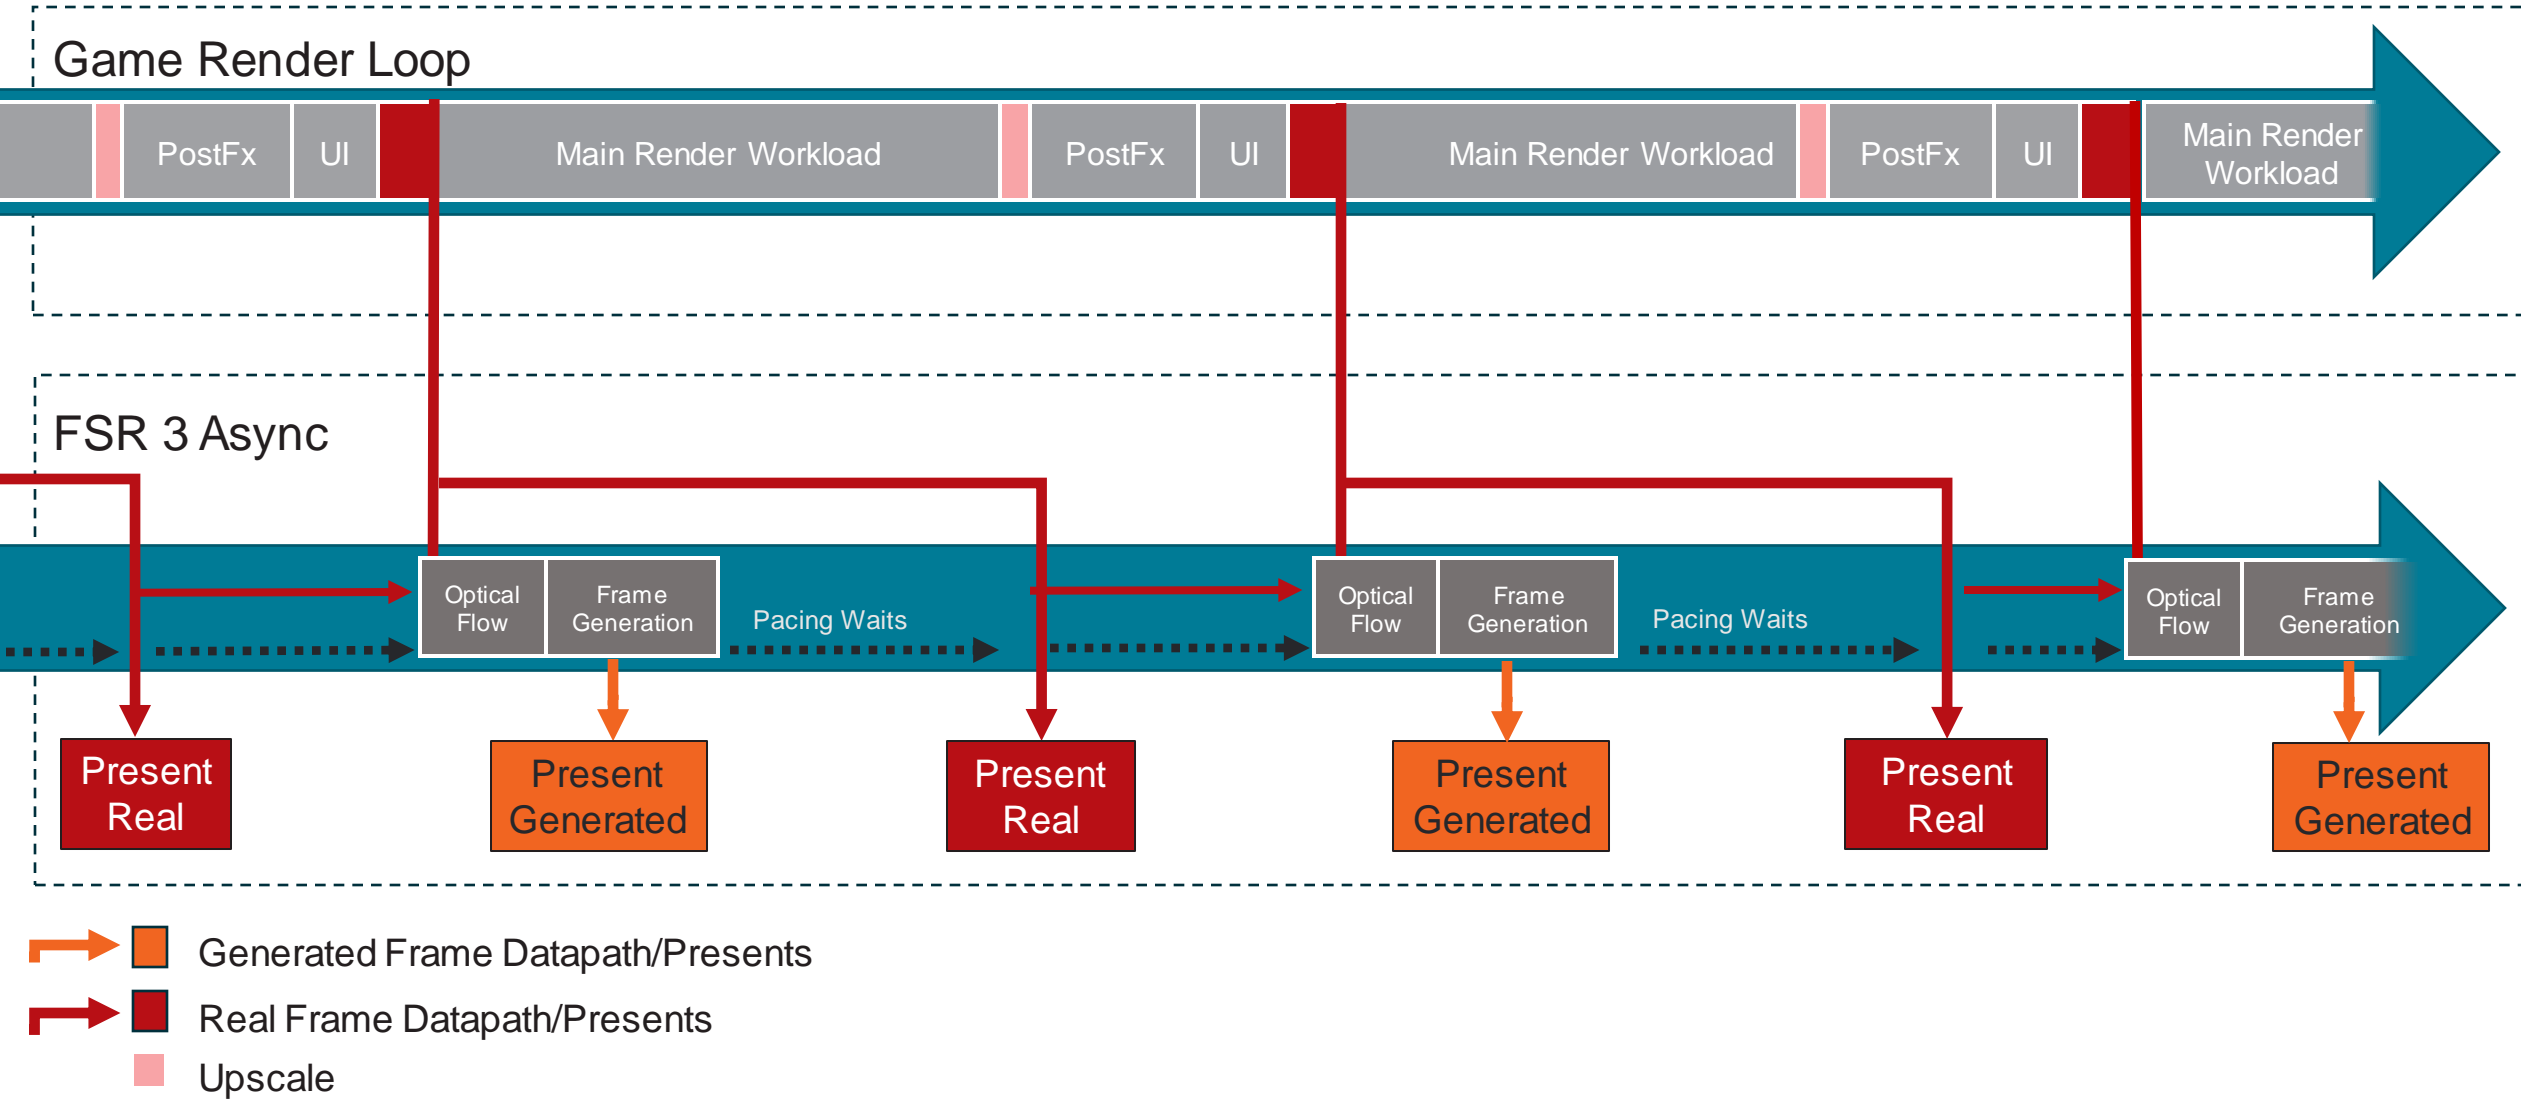 Game Render Loop
PostFx
UI
Main Render Workload
PostFx
UI
Main Render Workload
PostFx
UI
Main Render
Workload
FSR 3 Async
Optical
Flow
Frame
Generation
Pacing Waits
Optical
Flow
Frame
Generation
Pacing Waits
Optical
Flow
Frame
Generation
Present
Real
Present
Generated
Present
Real
Present
Generated
Present
Real
Present
Generated
Generated Frame Datapath/Presents
Real Frame Datapath/Presents
Upscale